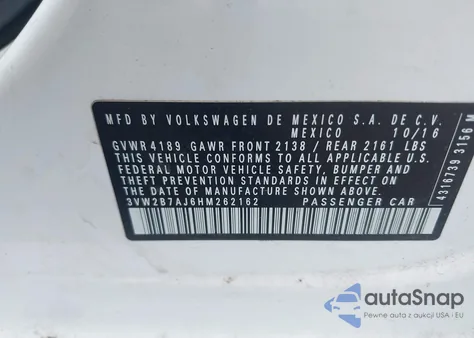 MFD BY VOLKSWAGEN DE MEXICO S.A. DE C.V.
MEXICO 10/16
GVWR 4189 GAWR FRONT 2138 / REAR 2161 LBS
THIS VEHICLE CONFORMS TO ALL APPLICABLE U.S.
FEDERAL MOTOR VEHICLE SAFETY, BUMPER AND
THEFT PREVENTION STANDARDS IN EFFECT ON
THE DATE OF MANUFACTURE SHOWN ABOVE.
3VW2B7AJ6HM262162 PASSENGER CAR
4318739 3156 M
autoSnap
Pewne auto z aukcji USA i EU